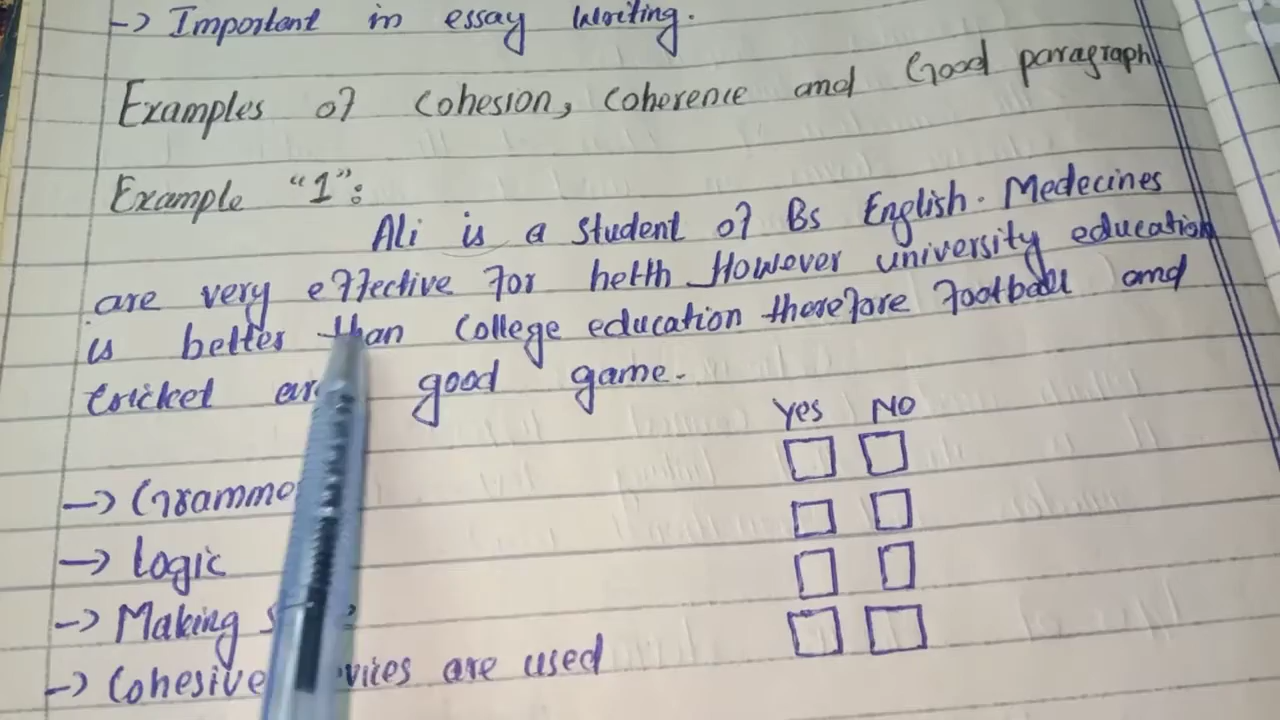 -> Important in essay Writing.
Examples of Cohesion, Coherence and Good paragraph
Example "1":
Ali is a student of Bs English. Medecines
are very effective for helth However university education
is better than College education therefore football and
Cricket are good game.
Yes NO
-> Gramma
-> Logic
-> Making
-> Cohesive are used